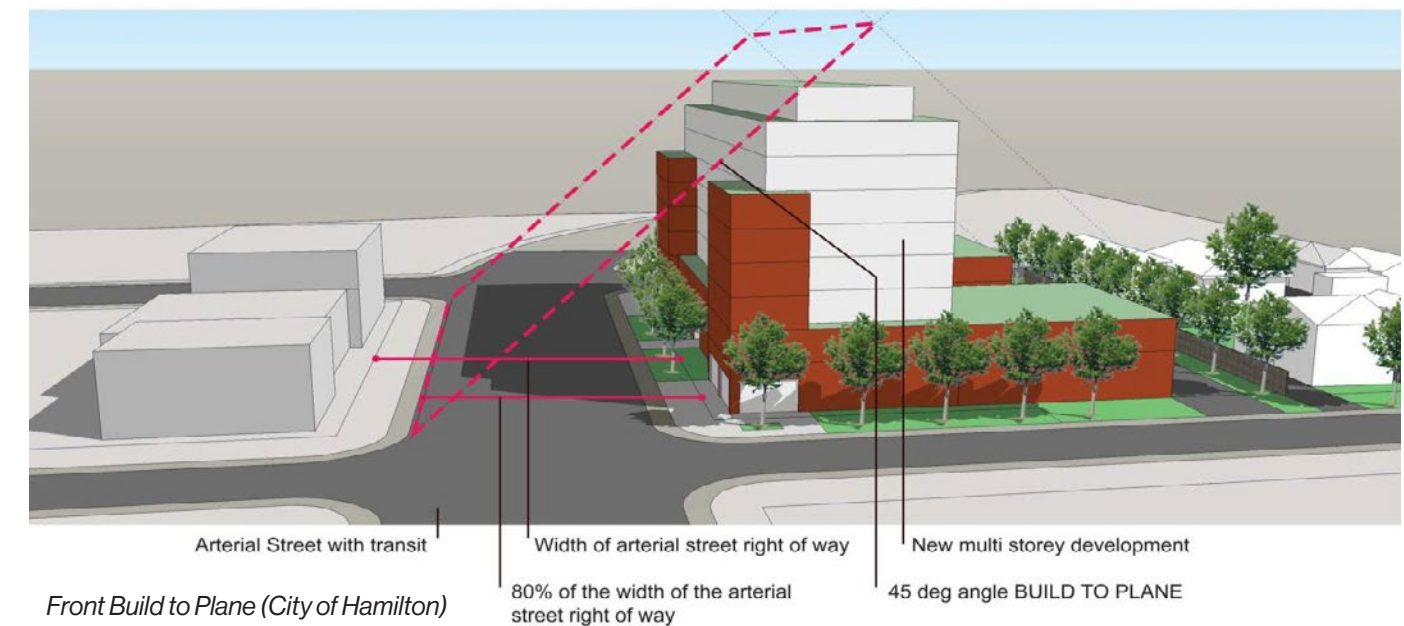 Arterial Street with transit
Width of arterial street right of way
New multi storey development
80% of the width of the arterial
street right of way
45 deg angle BUILD TO PLANE
Front Build to Plane (City of Hamilton)